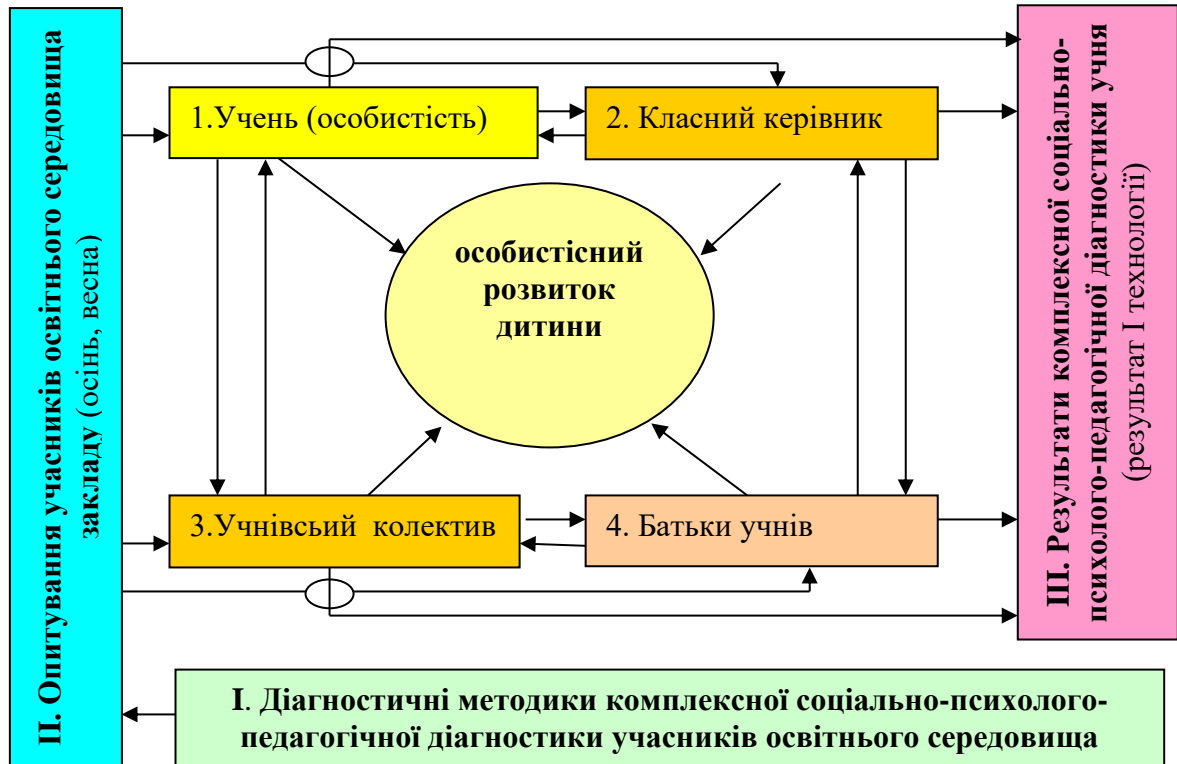 II. Опитування учасників освітнього середовища
закладу (осінь, весна)
1.Учень (особистість)
2. Класний керівник
особистісний
розвиток
дитини
3.Учнівсьий колектив
4. Батьки учнів
III. Результати комплексної соціально-
психолого-педагогічної діагностики учня
(результат I технології)
I. Діагностичні методики комплексної соціально-психолого-
педагогічної діагностики учасників освітнього середовища